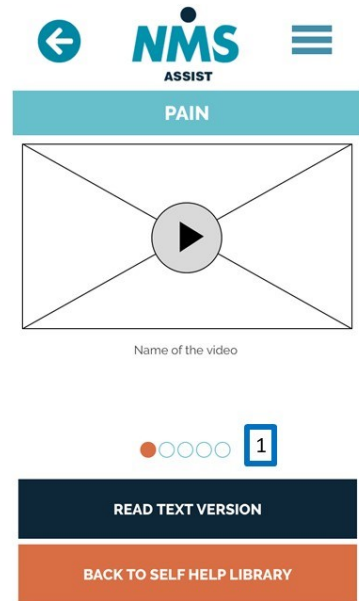 NMS
ASSIST
PAIN
Name of the video
1
READ TEXT VERSION
BACK TO SELF HELP LIBRARY